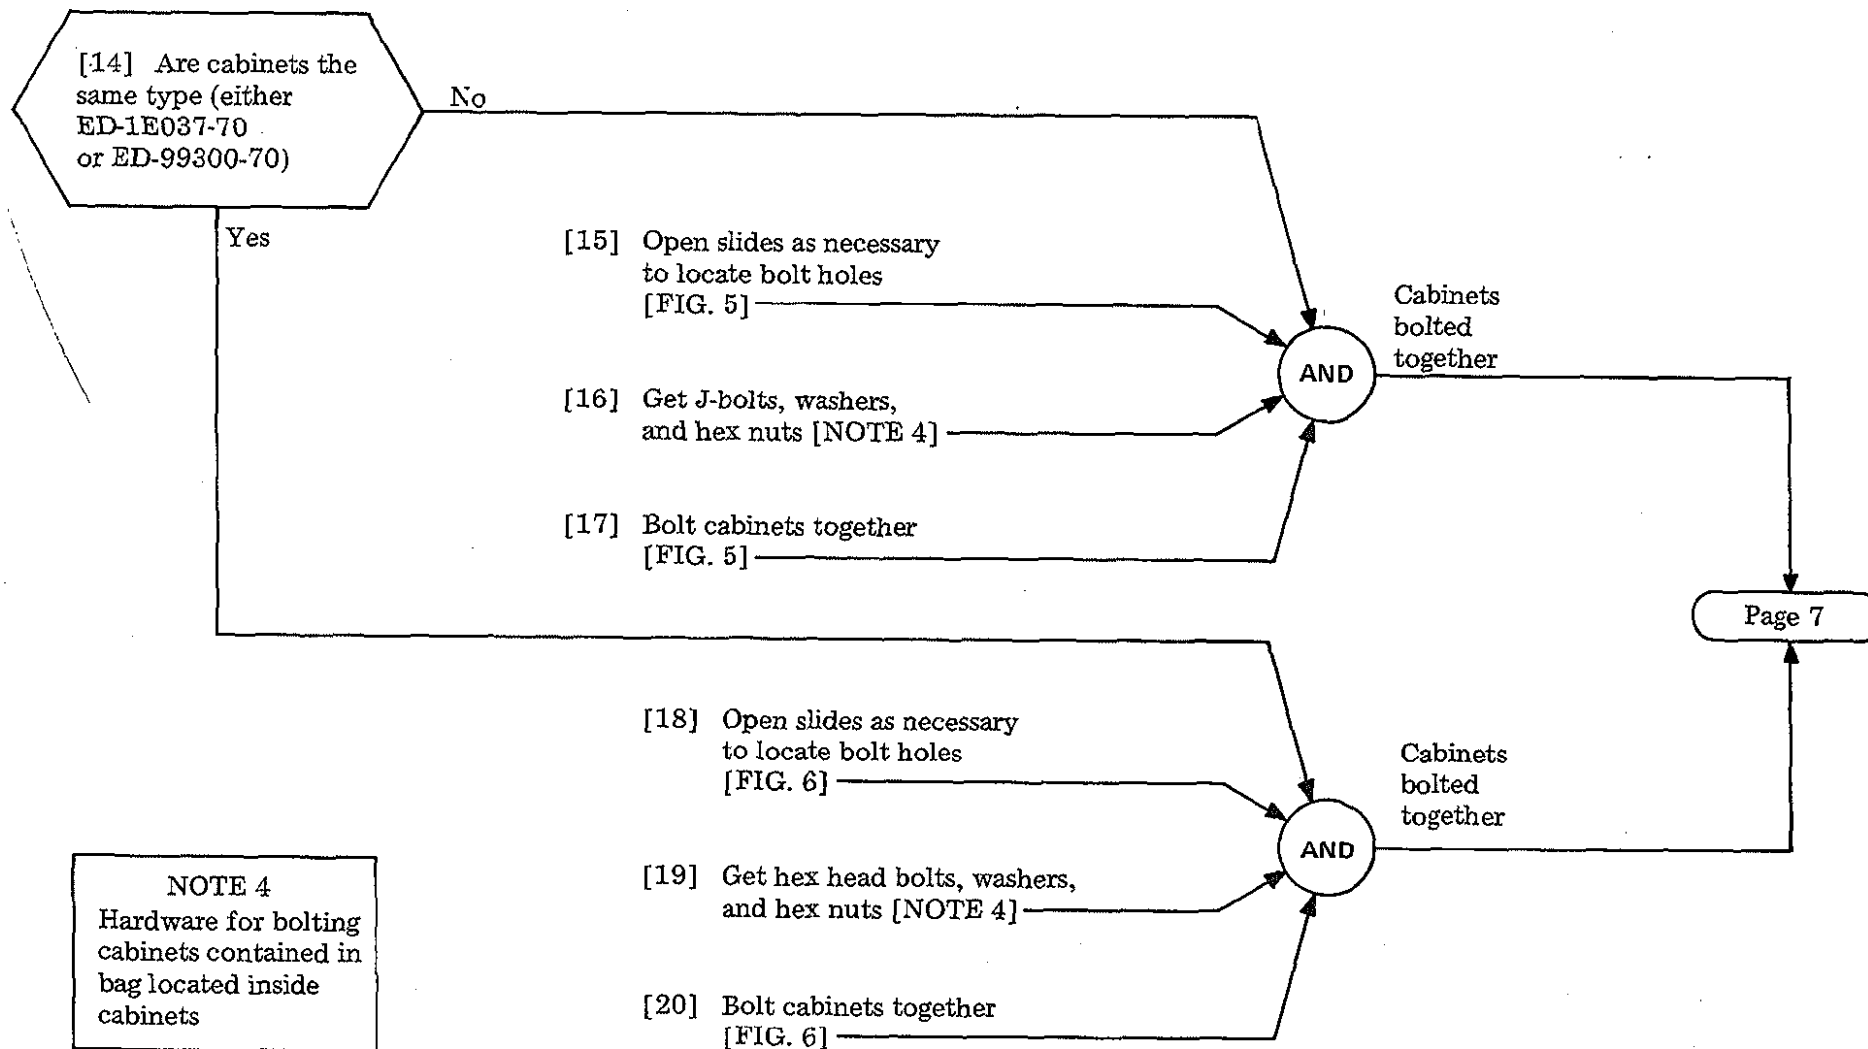 [14] Are cabinets the
same type (either
ED-1E037-70
or ED-99300-70)
No
Yes
[15] Open slides as necessary
to locate bolt holes
[FIG. 5]
[16] Get J-bolts, washers,
and hex nuts [NOTE 4]
[17] Bolt cabinets together
[FIG. 5]
AND
Cabinets
bolted
together
Page 7
[18] Open slides as necessary
to locate bolt holes
[FIG. 6]
[19] Get hex head bolts, washers,
and hex nuts [NOTE 4]
[20] Bolt cabinets together
[FIG. 6]
AND
Cabinets
bolted
together
NOTE 4
Hardware for bolting
cabinets contained in
bag located inside
cabinets